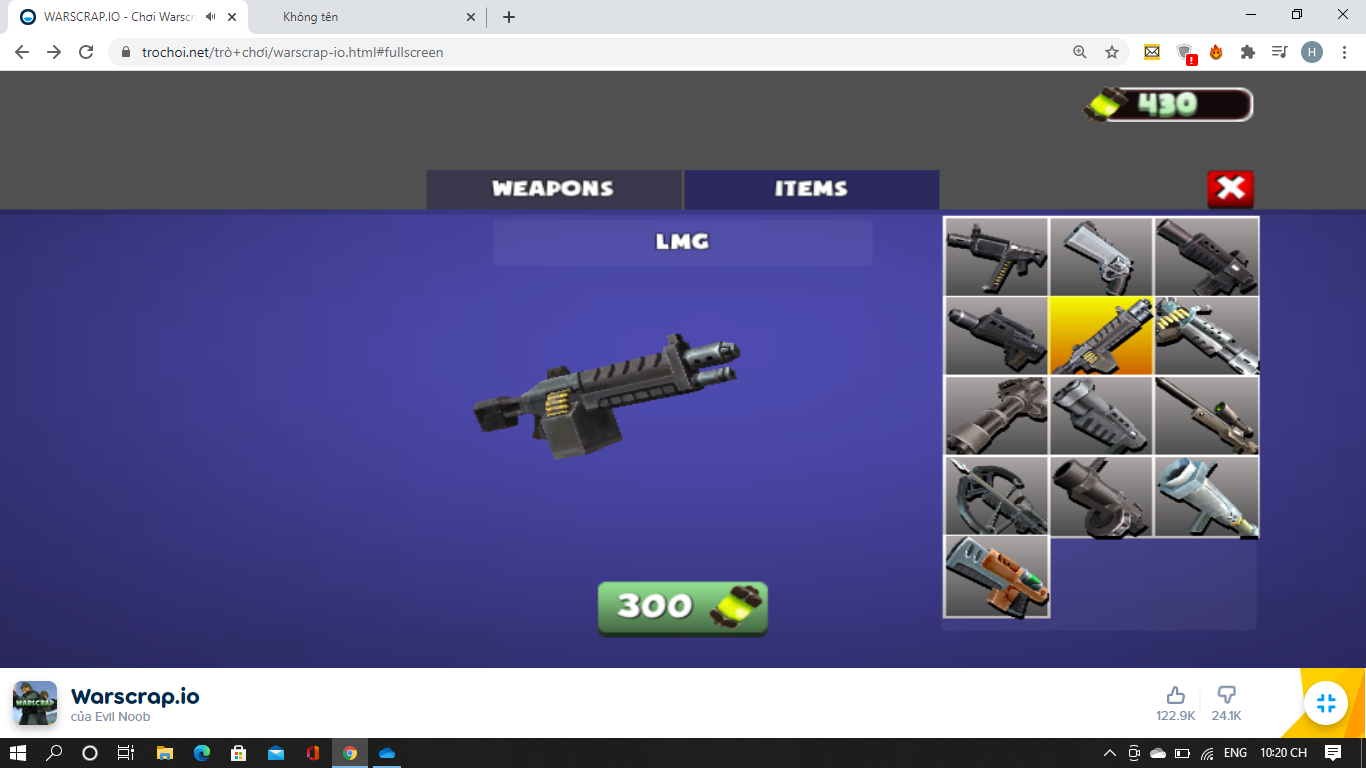 WARSCRAP.IO - Chơi Warscr
Không tên
trochoi.net/trò+chơi/warscrap-io.html#fullscreen
H
430
WEAPONS
ITEMS
LMG
300
WARSCRAP
Warscrap.io
của Evil Noob
122.9K
24.1K
ENG
10:20 CH